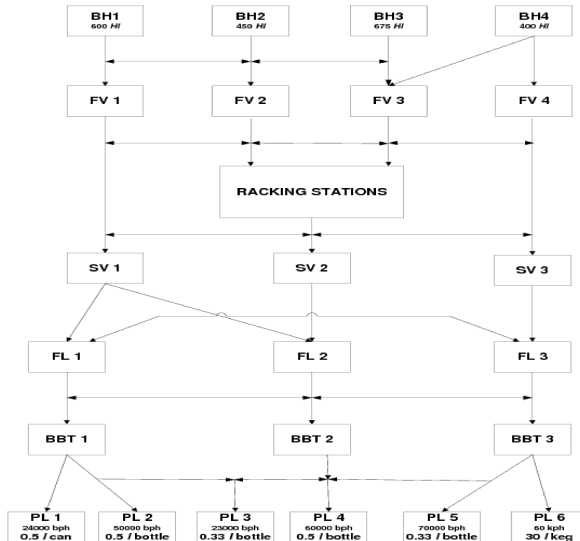 BH1 BH2 BH3 BH4
600 Hl 450 Hl 675 Hl 400 Hl
FV 1 FV 2 FV 3 FV 4
RACKING STATIONS
SV 1 SV 2 SV 3
FL 1 FL 2 FL 3
BBT 1 BBT 2 BBT 3
PL 1 PL 2 PL 3 PL 4 PL 5 PL 6
24000 bph 50000 bph 23000 bph 60000 bph 70000 bph 60 kph
0.5 l can 0.5 l bottle 0.33 l bottle 0.5 l bottle 0.33 l bottle 30 l keg